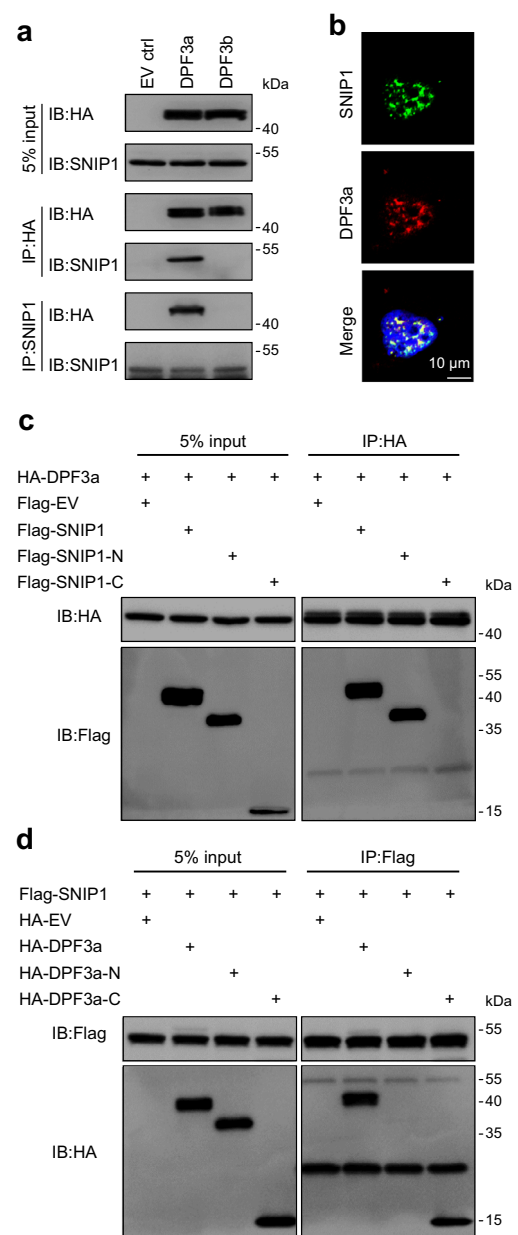 a
EV ctrl
DPF3a
DPF3b
kDa
5% input
IB:HA
-40
IB:SNIP1
-55
IP:HA
IB:HA
-40
IB:SNIP1
-55
IP:SNIP1
IB:HA
-40
IB:SNIP1
-55
b
SNIP1
DPF3a
Merge
10 µm
c
5% input IP:HA
HA-DPF3a + + + + + + + +
Flag-EV + +
Flag-SNIP1 + +
Flag-SNIP1-N + +
Flag-SNIP1-C + +
kDa
IB:HA
-40
IB:Flag
-55
-40
-35
-15
d
5% input IP:Flag
Flag-SNIP1 + + + + + + + +
HA-EV + +
HA-DPF3a + +
HA-DPF3a-N + +
HA-DPF3a-C + +
kDa
IB:Flag
-55
IB:HA
-55
-40
-35
-15